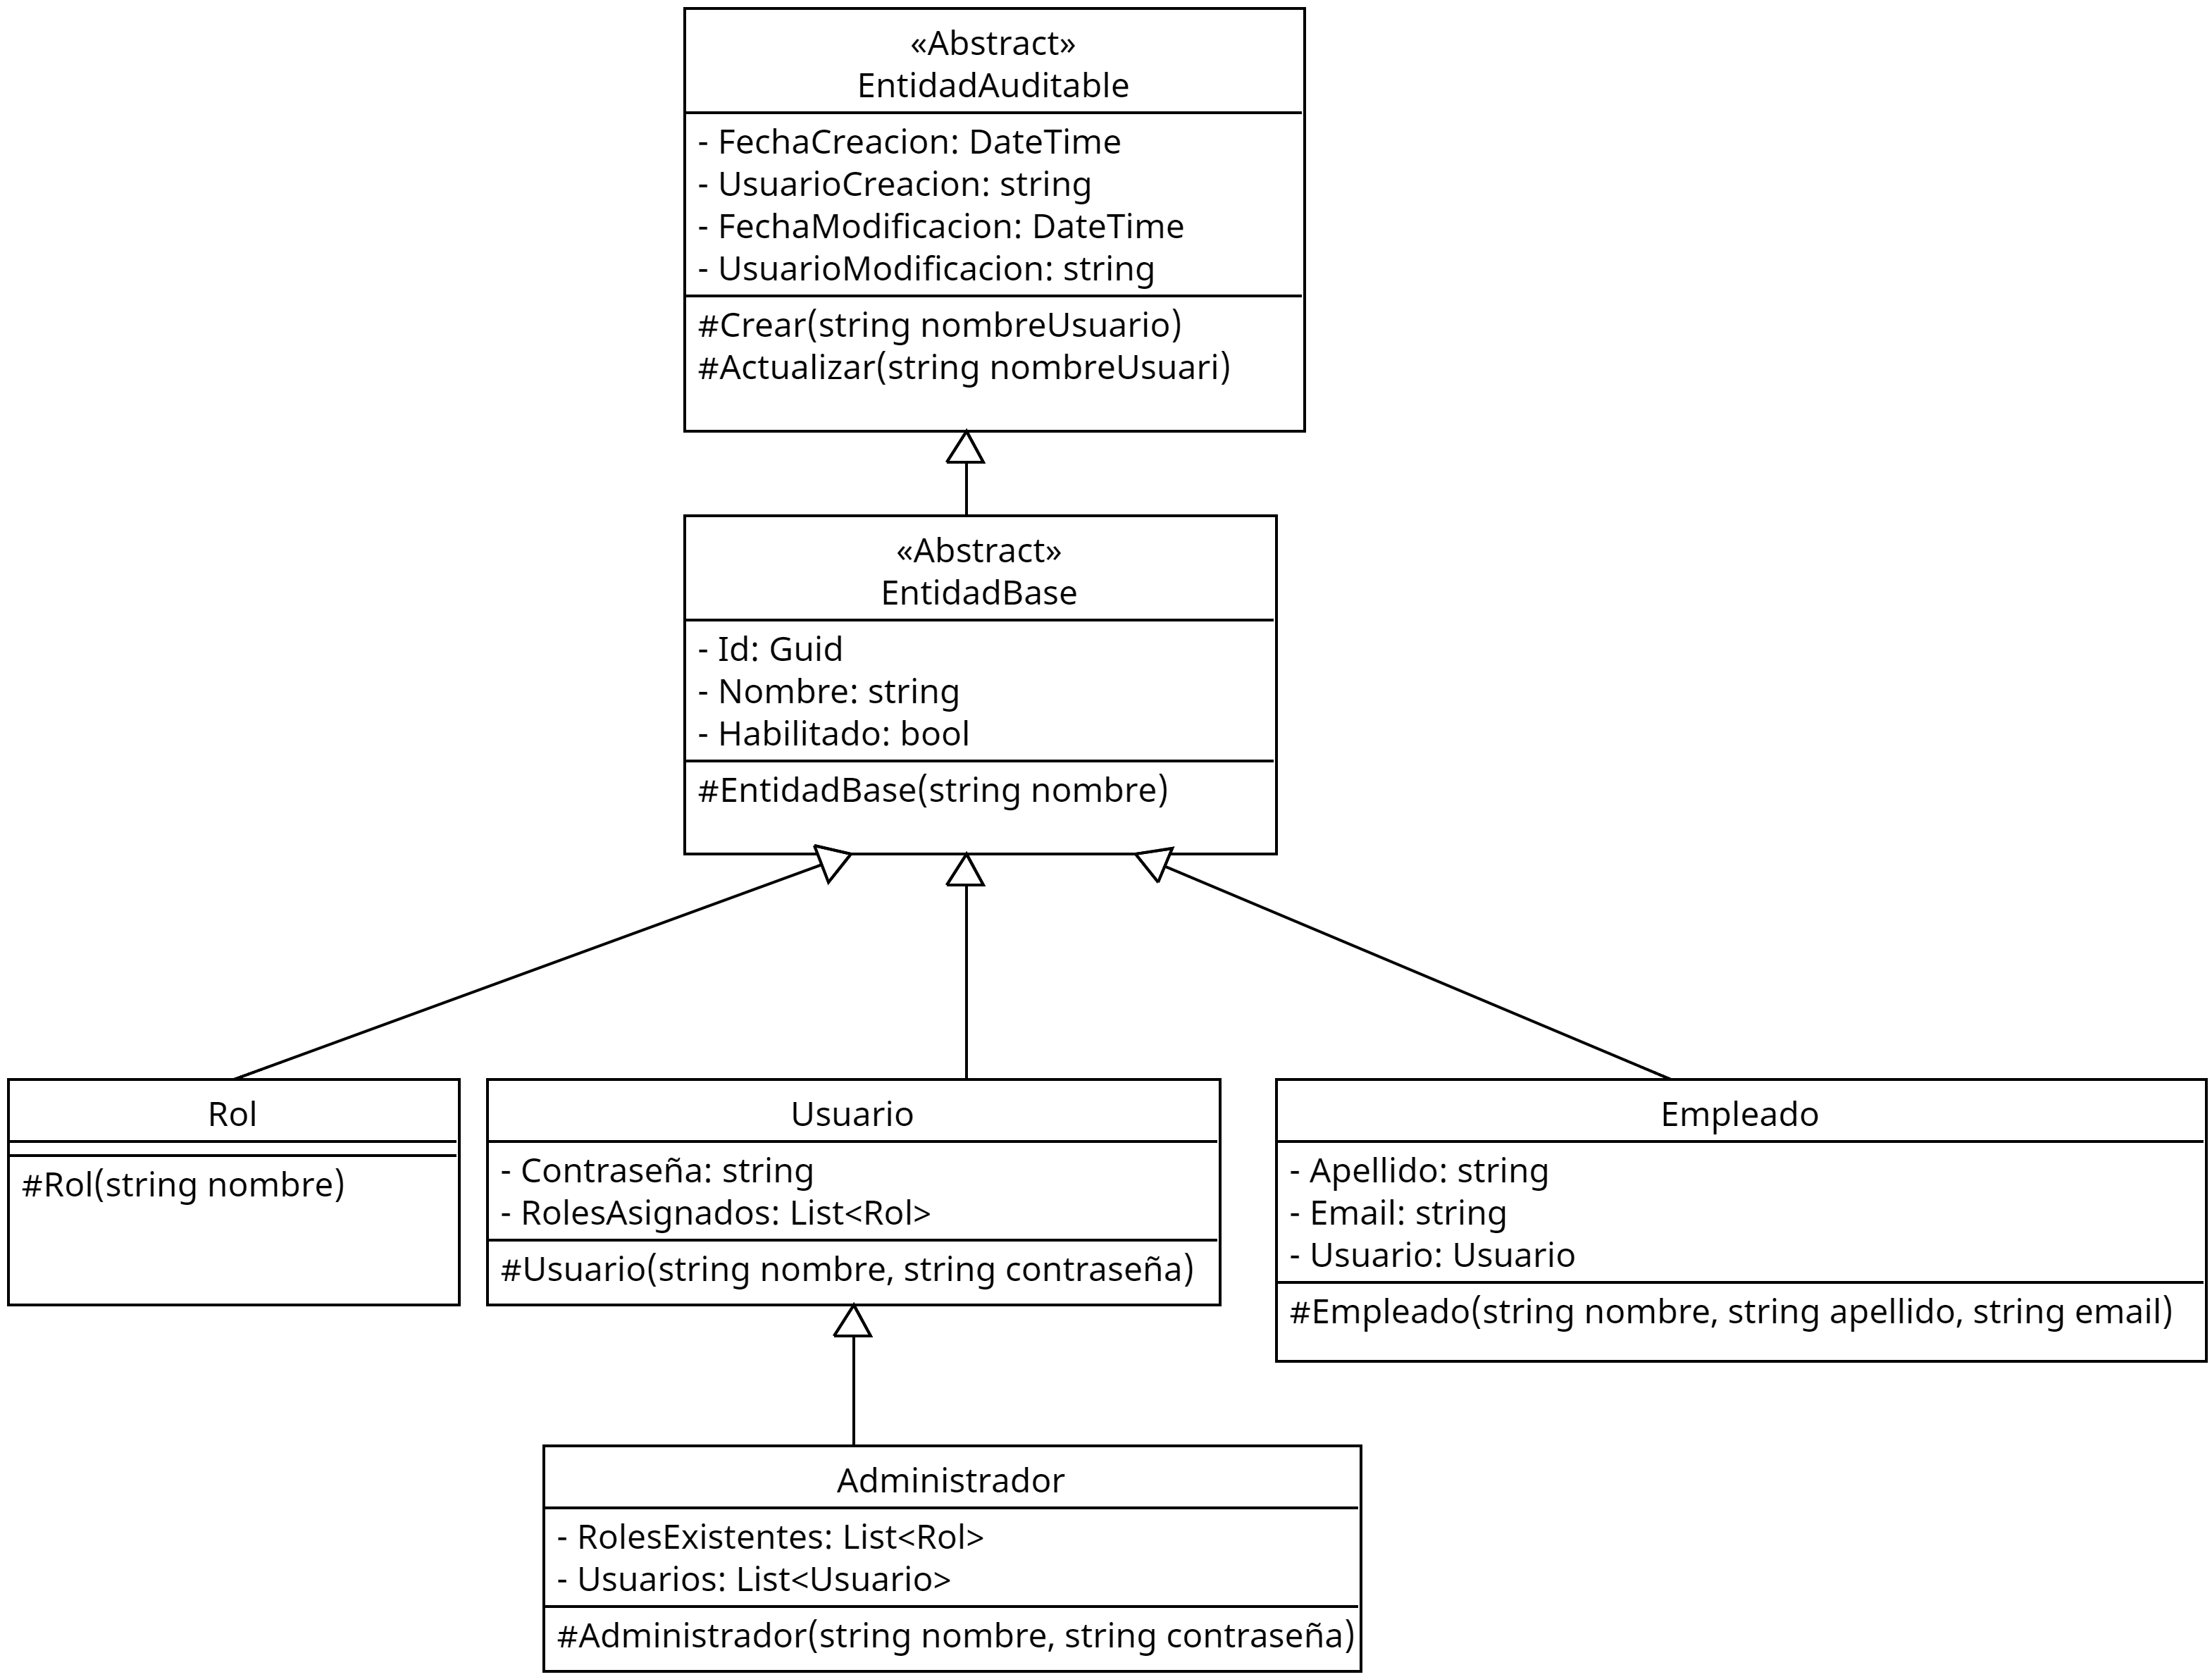 «Abstract»
EntidadAuditable
- FechaCreacion: DateTime
- UsuarioCreacion: string
- FechaModificacion: DateTime
- UsuarioModificacion: string
#Crear(string nombreUsuario)
#Actualizar(string nombreUsuari)
«Abstract»
EntidadBase
- Id: Guid
- Nombre: string
- Habilitado: bool
#EntidadBase(string nombre)
Rol
#Rol(string nombre)
Usuario
- Contraseña: string
- RolesAsignados: List<Rol>
#Usuario(string nombre, string contraseña)
Empleado
- Apellido: string
- Email: string
- Usuario: Usuario
#Empleado(string nombre, string apellido, string email)
Administrador
- RolesExistentes: List<Rol>
- Usuarios: List<Usuario>
#Administrador(string nombre, string contraseña)